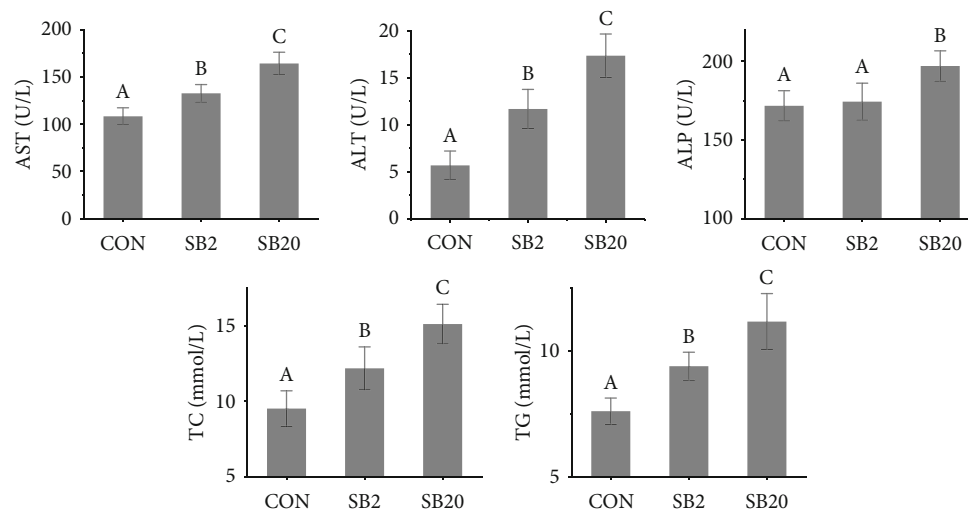 AST (U/L)
200
150
100
50
0
A
B
C
CON
SB2
SB20
ALT (U/L)
20
15
10
5
0
A
B
C
CON
SB2
SB20
ALP (U/L)
200
150
100
A
A
B
CON
SB2
SB20
TC (mmol/L)
15
10
5
A
B
C
CON
SB2
SB20
TG (mmol/L)
10
5
A
B
C
CON
SB2
SB20